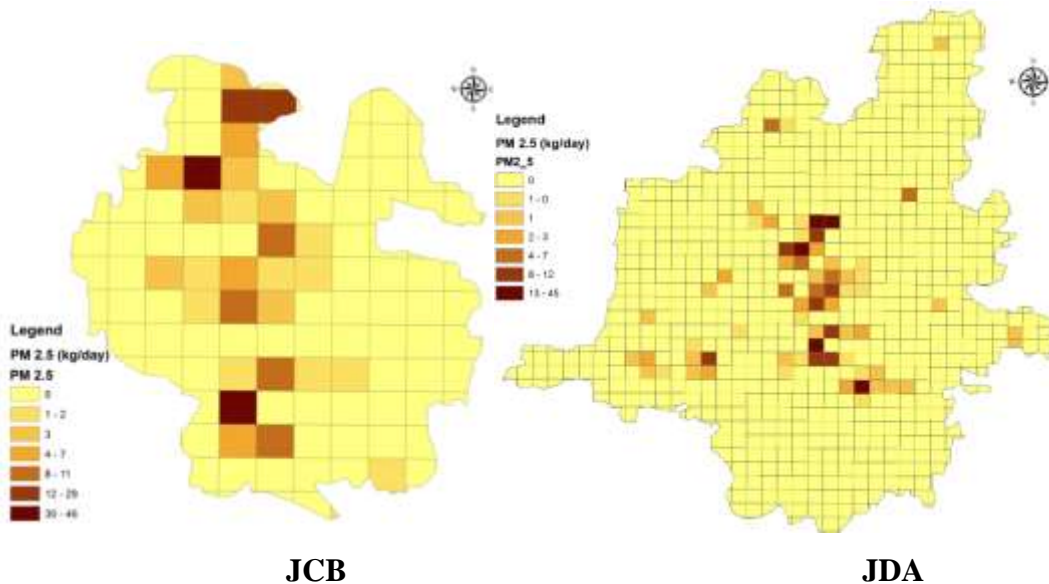 Legend
PM 2.5 (kg/day)
PM 2.5
0
1 - 2
3
4 - 7
8 - 11
12 - 29
30 - 46
Legend
PM 2.5 (kg/day)
PM2_5
0
1 - 0
1
2 - 3
4 - 7
8 - 12
13 - 45
JCB
JDA